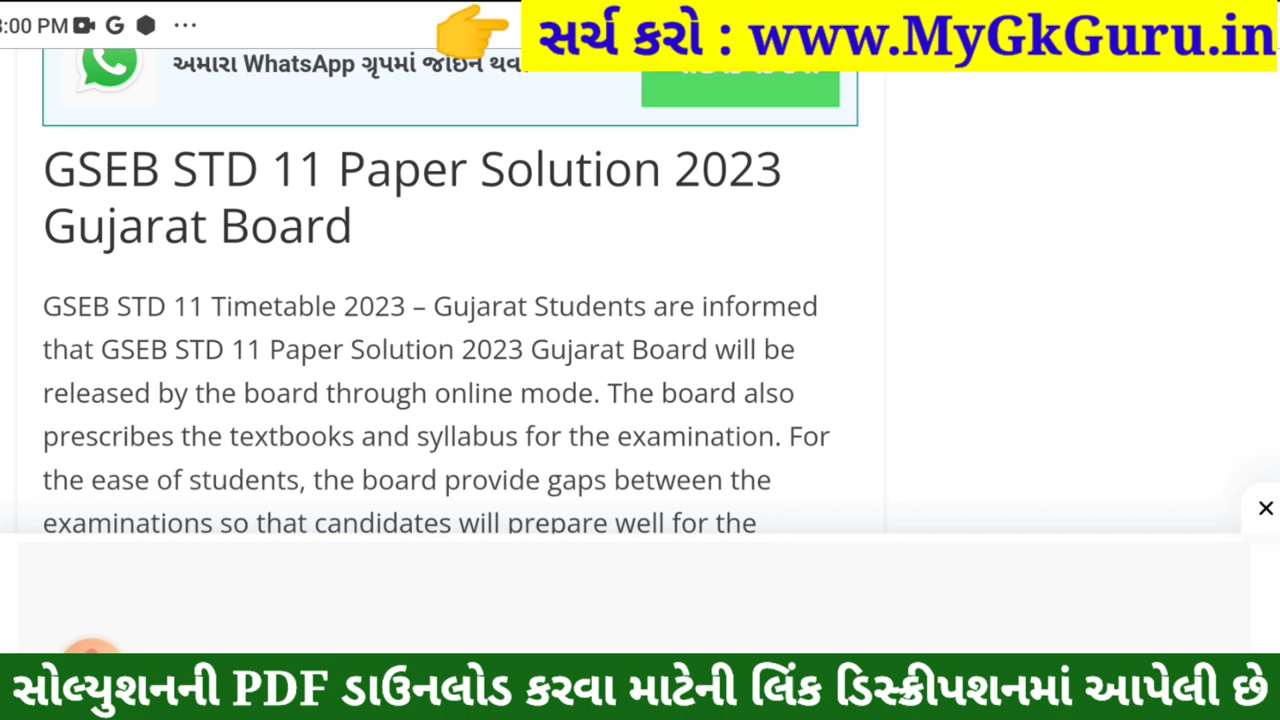 3:00 PM
સર્ચ કરો : www.MyGkGuru.in
અમારા WhatsApp ગ્રુપમાં જોઇન થવા
GSEB STD 11 Paper Solution 2023
Gujarat Board
GSEB STD 11 Timetable 2023 – Gujarat Students are informed
that GSEB STD 11 Paper Solution 2023 Gujarat Board will be
released by the board through online mode. The board also
prescribes the textbooks and syllabus for the examination. For
the ease of students, the board provide gaps between the
examinations so that candidates will prepare well for the
સોલ્યુશનની PDF ડાઉનલોડ કરવા માટેની લિંક ડિસ્ક્રીપશનમાં આપેલી છે